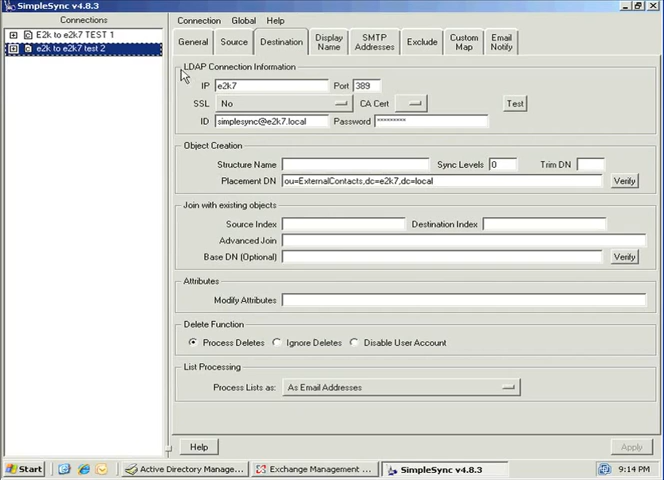 SimpleSync v4.8.3
Connections
E2k to e2k7 TEST 1
e2k to e2k7 test 2
Connection Global Help
General Source Destination Display Name SMTP Addresses Exclude Custom Map Email Notify
LDAP Connection Information
IP e2k7 Port 389
SSL No CA Cert Test
ID simplesync@e2k7.local Password *********
Object Creation
Structure Name Sync Levels 0 Trim DN
Placement DN ou=ExternalContacts,dc=e2k7,dc=local Verify
Join with existing objects
Source Index Destination Index
Advanced Join
Base DN (Optional) Verify
Attributes
Modify Attributes
Delete Function
Process Deletes Ignore Deletes Disable User Account
List Processing
Process Lists as: As Email Addresses
Help Apply
Start Active Directory Manage... Exchange Management ... SimpleSync v4.8.3 9:14 PM